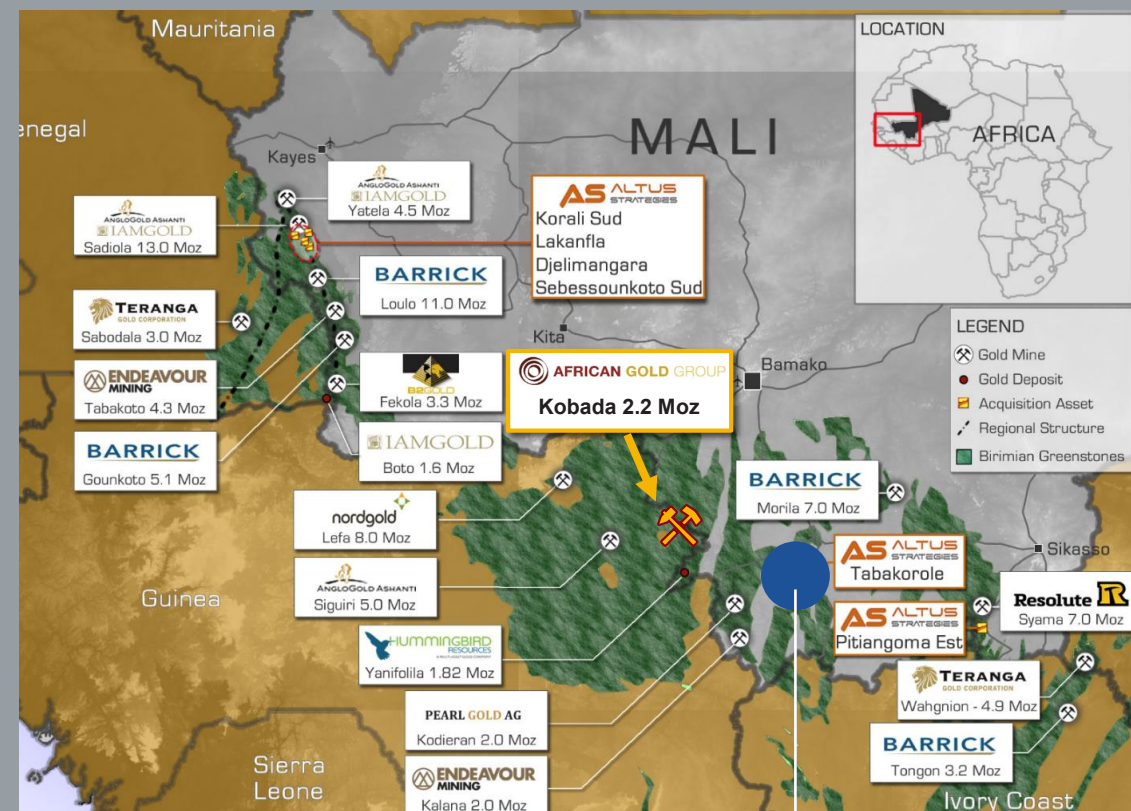 Mauritania
enegal
MALI
Kayes
ANGLOGOLD ASHANTI
IAMGOLD
Yatela 4.5 Moz
ANGLOGOLD ASHANTI
IAMGOLD
Sadiola 13.0 Moz
AS ALTUS
STRATEGIES
Korali Sud
Lakanfla
Djelimangara
Sebessounkoto Sud
BARRICK
Loulo 11.0 Moz
TERANGA
GOLD CORPORATION
Sabodala 3.0 Moz
Kita
Bamako
ENDEAVOUR
MINING
Tabakoto 4.3 Moz
B2GOLD
Fekola 3.3 Moz
AFRICAN GOLD GROUP
Kobada 2.2 Moz
BARRICK
Gounkoto 5.1 Moz
IAMGOLD
Boto 1.6 Moz
LOCATION
AFRICA
LEGEND
Gold Mine
Gold Deposit
Acquisition Asset
Regional Structure
Birimian Greenstones
nordgold
Lefa 8.0 Moz
BARRICK
Morila 7.0 Moz
Sikasso
ANGLOGOLD ASHANTI
Siguiri 5.0 Moz
Guinea
AS ALTUS
STRATEGIES
Tabakorole
AS ALTUS
STRATEGIES
Pitiangoma Est
Resolute
Syama 7.0 Moz
HUMMINGBIRD
RESOURCES
Yanifolila 1.82 Moz
TERANGA
GOLD CORPORATION
Wahgnion - 4.9 Moz
PEARL GOLD AG
Kodieran 2.0 Moz
BARRICK
Tongon 3.2 Moz
Sierra
Leone
ENDEAVOUR
MINING
Kalana 2.0 Moz
Ivory Coast